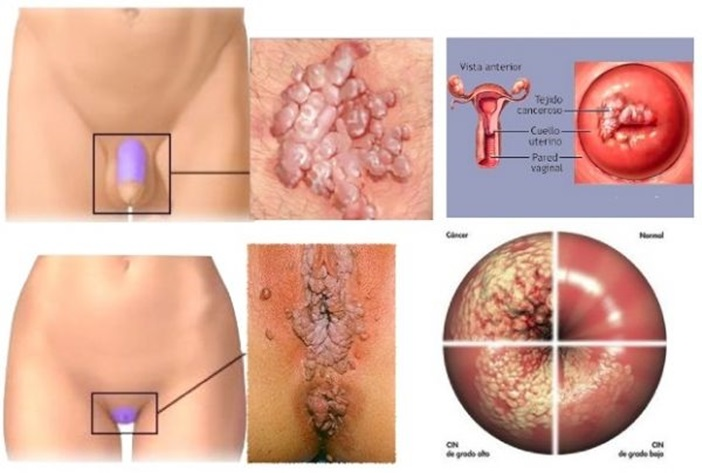 Vista anterior
Tejido
canceroso
Cuello
uterino
Pared
vaginal
Cáncer
Normal
CIN
de grado alto
CIN
de grado bajo